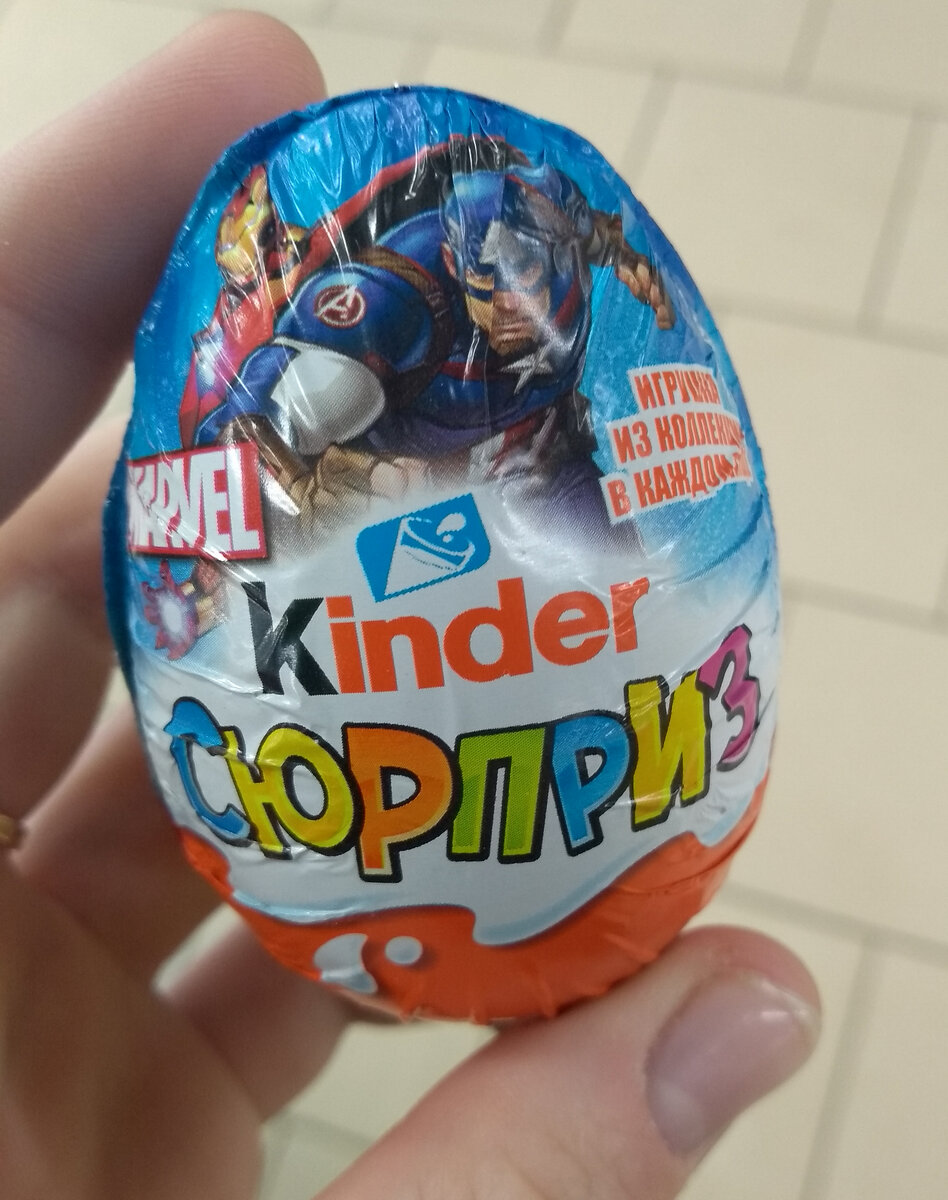 ИГРУШКА
ИЗ КОЛЛЕКЦИИ
В КАЖДОМ
MARVEL
kinder
СЮРПРИЗ